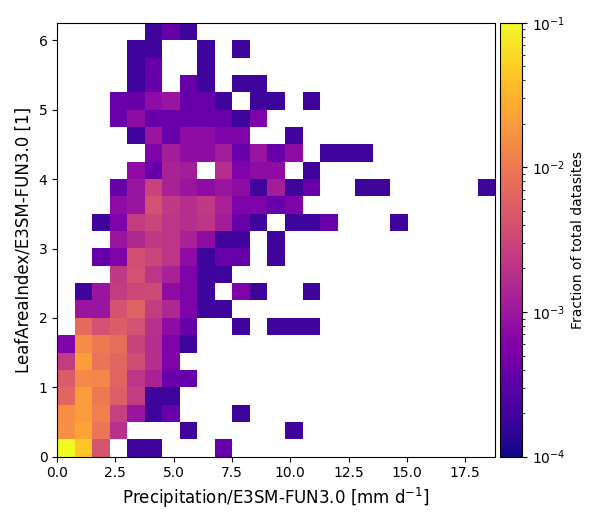 6
5
4
3
2
1
0
LeafAreaIndex/E3SM-FUN3.0 [1]
0.0 2.5 5.0 7.5 10.0 12.5 15.0 17.5
Precipitation/E3SM-FUN3.0 [mm d⁻¹]
10⁻¹
10⁻²
10⁻³
10⁻⁴
Fraction of total datasites